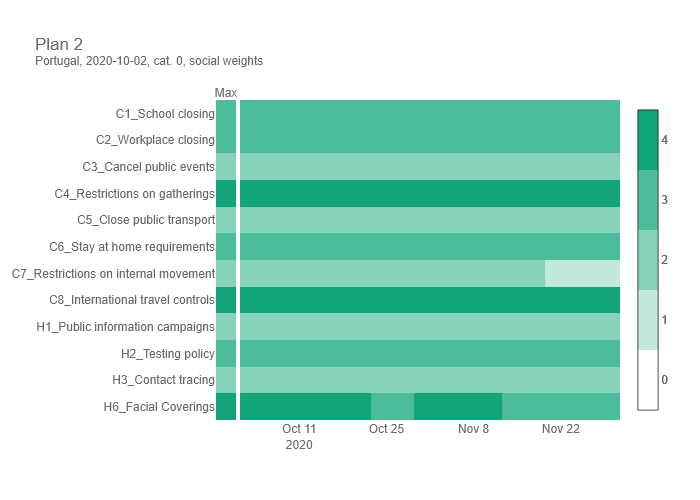 Plan 2
Portugal, 2020-10-02, cat. 0, social weights
Max
C1_School closing
C2_Workplace closing
C3_Cancel public events
C4_Restrictions on gatherings
C5_Close public transport
C6_Stay at home requirements
C7_Restrictions on internal movement
C8_International travel controls
H1_Public information campaigns
H2_Testing policy
H3_Contact tracing
H6_Facial Coverings
Oct 11
2020
Oct 25
Nov 8
Nov 22
4
3
2
1
0